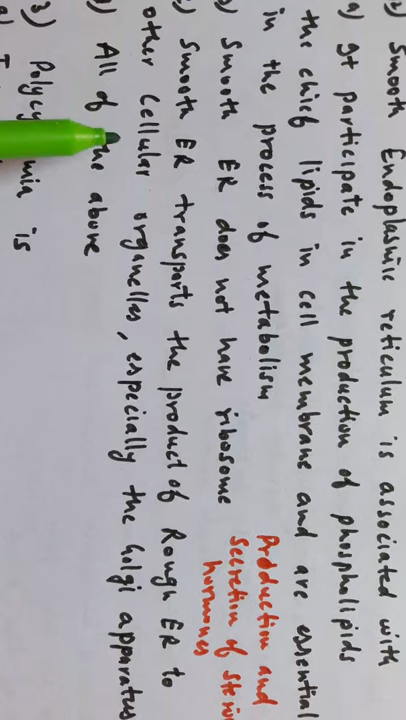 Smooth Endoplasmic reticulum is associated with
a) It participate in the production of phospholipids
the chief lipids in cell membrane and are essential
in the process of metabolism
Smooth ER does not have ribosome
Production and
Secretion of
hormones
Smooth ER transports the product of Rough ER to
other cellular organelles, especially the Golgi apparatus
All of the above
3) is